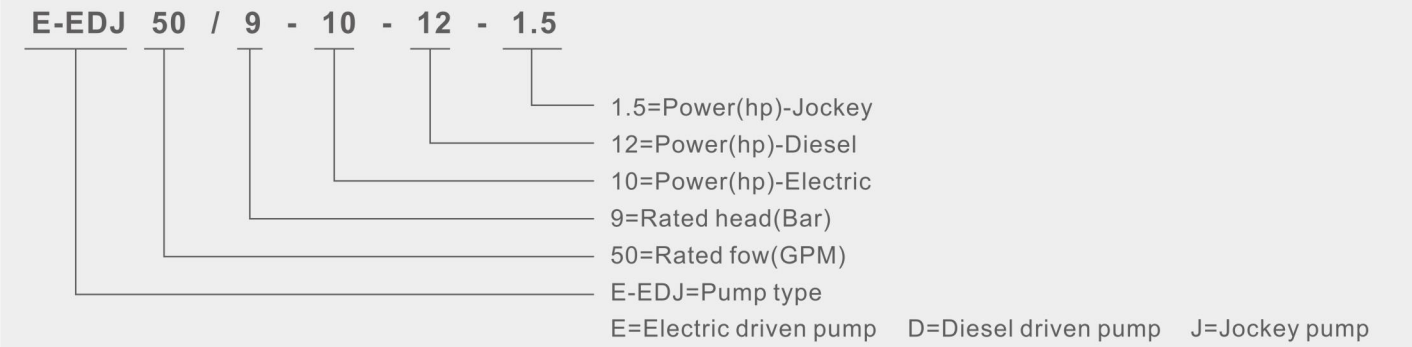 E-EDJ 50 / 9 - 10 - 12 - 1.5
1.5=Power(hp)-Jockey
12=Power(hp)-Diesel
10=Power(hp)-Electric
9=Rated head(Bar)
50=Rated fow(GPM)
E-EDJ=Pump type
E=Electric driven pump D=Diesel driven pump J=Jockey pump